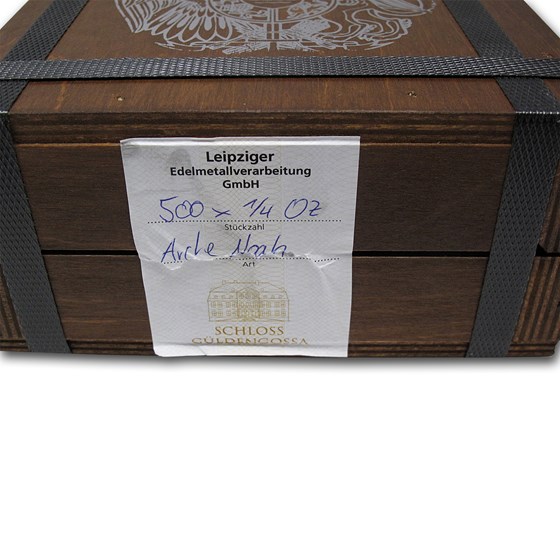 Leipziger
Edelmetallverarbeitung
GmbH
500 x 1/4 Oz
Stückzahl
Arche Noah
Art
SCHLOSS
GÜLDENGOSSA